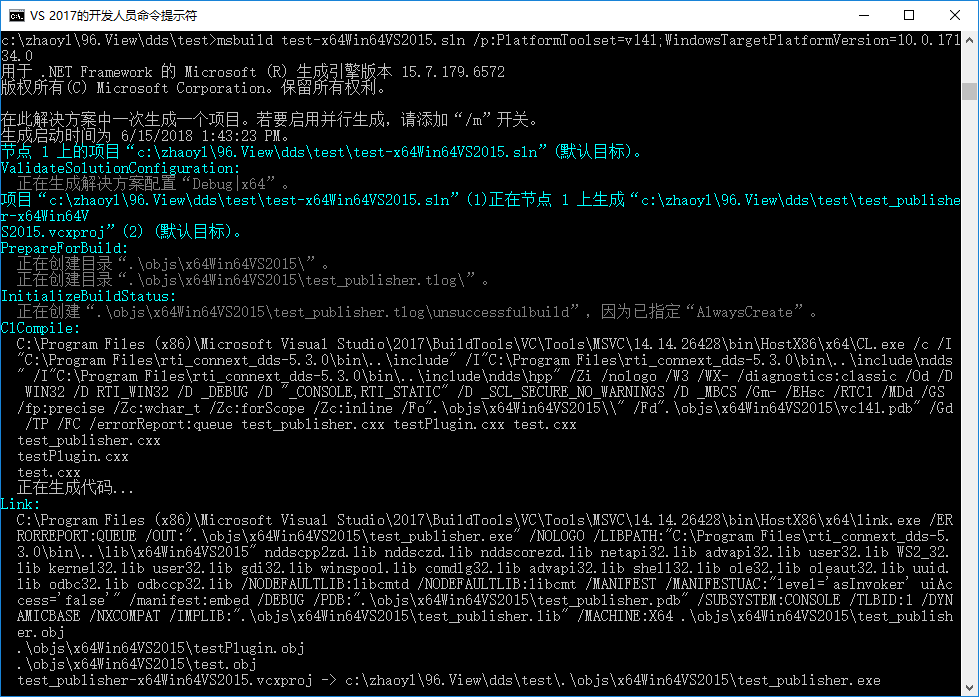 VS 2017的开发人员命令提示符
c:\zhaoyl\96.View\dds\test>msbuild test-x64Win64VS2015.sln /p:PlatformToolset=v141;WindowsTargetPlatformVersion=10.0.171
34.0
用于 .NET Framework 的 Microsoft (R) 生成引擎版本 15.7.179.6572
版权所有(C) Microsoft Corporation。保留所有权利。
在此解决方案中一次生成一个项目。若要启用并行生成，请添加“/m”开关。
生成启动时间为 6/15/2018 1:43:23 PM。
节点 1 上的项目“c:\zhaoyl\96.View\dds\test\test-x64Win64VS2015.sln”(默认目标)。
ValidateSolutionConfiguration:
正在生成解决方案配置“Debug|x64”。
项目“c:\zhaoyl\96.View\dds\test\test-x64Win64VS2015.sln”(1)正在节点 1 上生成“c:\zhaoyl\96.View\dds\test\test_publishe
r-x64Win64V
S2015.vcxproj”(2) (默认目标)。
PrepareForBuild:
正在创建目录“.\objs\x64Win64VS2015\”。
正在创建目录“.\objs\x64Win64VS2015\test_publisher.tlog\”。
InitializeBuildStatus:
正在创建“.\objs\x64Win64VS2015\test_publisher.tlog\unsuccessfulbuild”，因为已指定“AlwaysCreate”。
ClCompile:
C:\Program Files (x86)\Microsoft Visual Studio\2017\BuildTools\VC\Tools\MSVC\14.14.26428\bin\HostX86\x64\CL.exe /c /I
"C:\Program Files\rti_connext_dds-5.3.0\bin\..\include" /I"C:\Program Files\rti_connext_dds-5.3.0\bin\..\include\ndds
" /I"C:\Program Files\rti_connext_dds-5.3.0\bin\..\include\ndds\hpp" /Zi /nologo /W3 /WX- /diagnostics:classic /Od /D
WIN32 /D RTI_WIN32 /D _DEBUG /D "_CONSOLE,RTI_STATIC" /D _SCL_SECURE_NO_WARNINGS /D _MBCS /Gm- /EHsc /RTC1 /MDd /GS
/fp:precise /Zc:wchar_t /Zc:forScope /Zc:inline /Fo".\objs\x64Win64VS2015\\" /Fd".\objs\x64Win64VS2015\vc141.pdb" /Gd
/TP /FC /errorReport:queue test_publisher.cxx testPlugin.cxx test.cxx
test_publisher.cxx
testPlugin.cxx
test.cxx
正在生成代码...
Link:
C:\Program Files (x86)\Microsoft Visual Studio\2017\BuildTools\VC\Tools\MSVC\14.14.26428\bin\HostX86\x64\link.exe /ER
RORREPORT:QUEUE /OUT:".\objs\x64Win64VS2015\test_publisher.exe" /NOLOGO /LIBPATH:"C:\Program Files\rti_connext_dds-5.
3.0\bin\..\lib\x64Win64VS2015" nddscpp2zd.lib nddsczd.lib nddscorezd.lib netapi32.lib advapi32.lib user32.lib WS2_32.
lib kernel32.lib user32.lib gdi32.lib winspool.lib comdlg32.lib advapi32.lib shell32.lib ole32.lib oleaut32.lib uuid.
lib odbc32.lib odbccp32.lib /NODEFAULTLIB:libcmtd /NODEFAULTLIB:libcmt /MANIFEST /MANIFESTUAC:"level='asInvoker' uiAc
cess='false'" /manifest:embed /DEBUG /PDB:".\objs\x64Win64VS2015\test_publisher.pdb" /SUBSYSTEM:CONSOLE /TLBID:1 /DYN
AMICBASE /NXCOMPAT /IMPLIB:".\objs\x64Win64VS2015\test_publisher.lib" /MACHINE:X64 .\objs\x64Win64VS2015\test_publish
er.obj
.\objs\x64Win64VS2015\testPlugin.obj
.\objs\x64Win64VS2015\test.obj
test_publisher-x64Win64VS2015.vcxproj -> c:\zhaoyl\96.View\dds\test\.\objs\x64Win64VS2015\test_publisher.exe